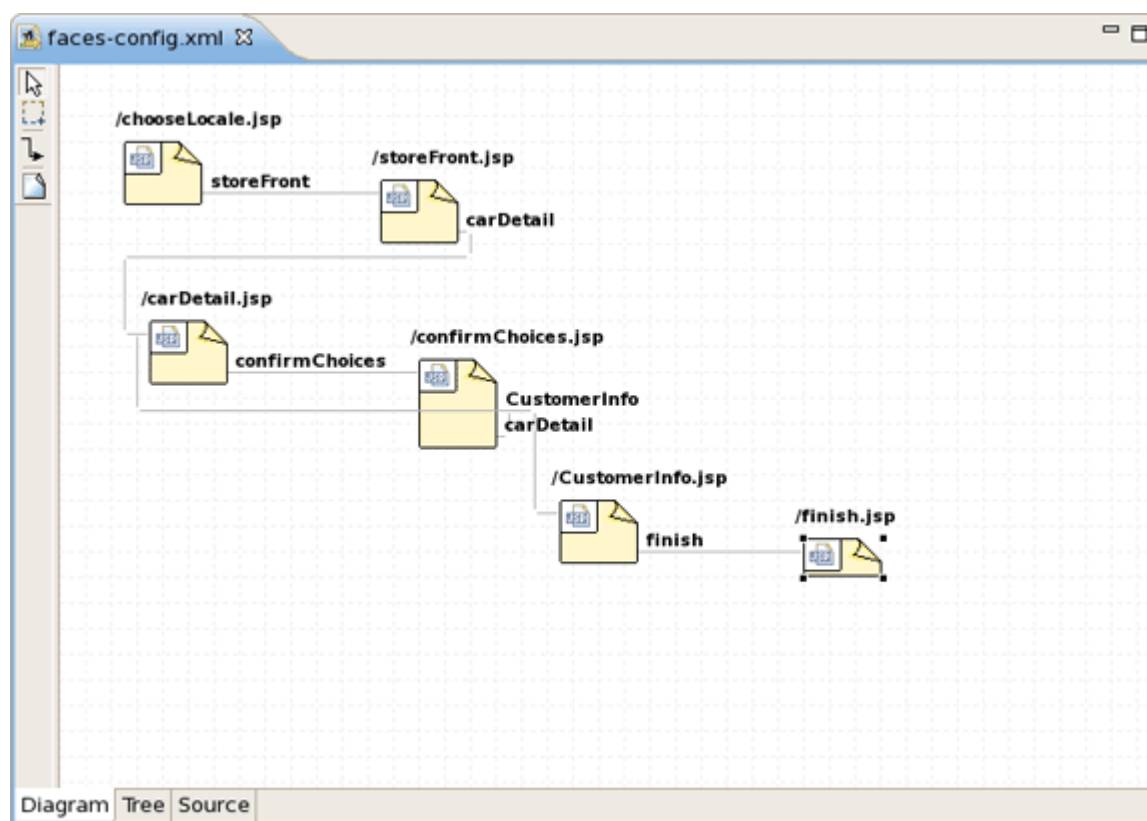 faces-config.xml
/chooseLocale.jsp
storeFront
/storeFront.jsp
carDetail
/carDetail.jsp
confirmChoices
/confirmChoices.jsp
CustomerInfo
carDetail
/CustomerInfo.jsp
finish
/finish.jsp
Diagram Tree Source